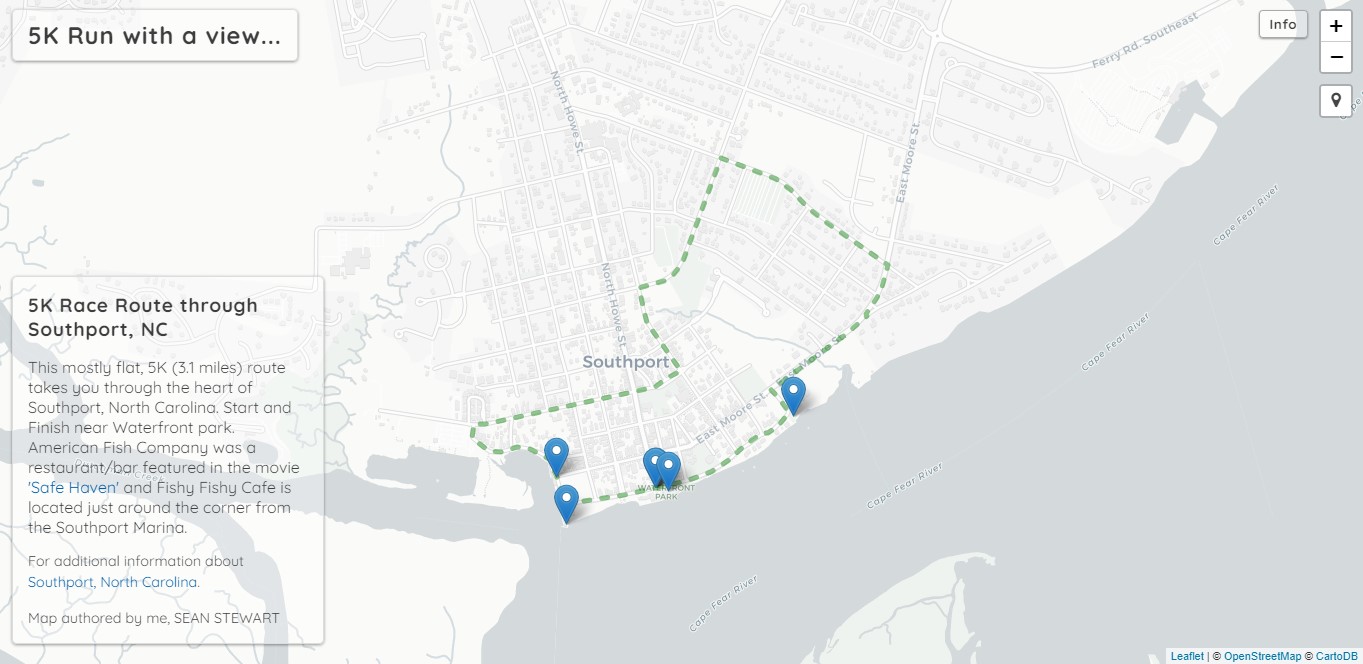 5K Run with a view...
Info
+
−
Ferry Rd. Southeast
North Howe St.
East Moore St.
Cape Fear River
North Howe St.
Cape Fear River
Southport
East Moore St.
East Moore St.
Cape Fear River
WATERFRONT
PARK
Cape Fear River
5K Race Route through
Southport, NC
This mostly flat, 5K (3.1 miles) route
takes you through the heart of
Southport, North Carolina. Start and
Finish near Waterfront park.
American Fish Company was a
restaurant/bar featured in the movie
'Safe Haven' and Fishy Fishy Cafe is
located just around the corner from
the Southport Marina.
For additional information about
Southport, North Carolina.
Map authored by me, SEAN STEWART
Leaflet | © OpenStreetMap © CartoDB